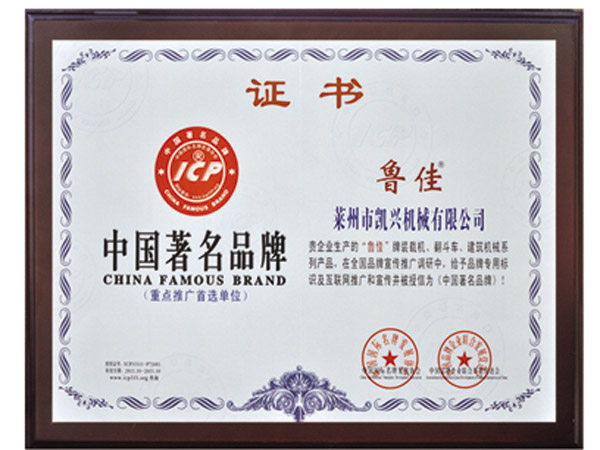 证书
中国著名品牌
ICP
CHINA FAMOUS BRAND
中国著名品牌
CHINA FAMOUS BRAND
(重点推广首选单位)
鲁佳®
莱州市凯兴机械有限公司
贵企业生产的“鲁佳”牌装载机、翻斗车、建筑机械系
列产品，在全国品牌宣传推广调研中，给予品牌专用标
识及互联网推广和宣传并被授信为《中国著名品牌》！